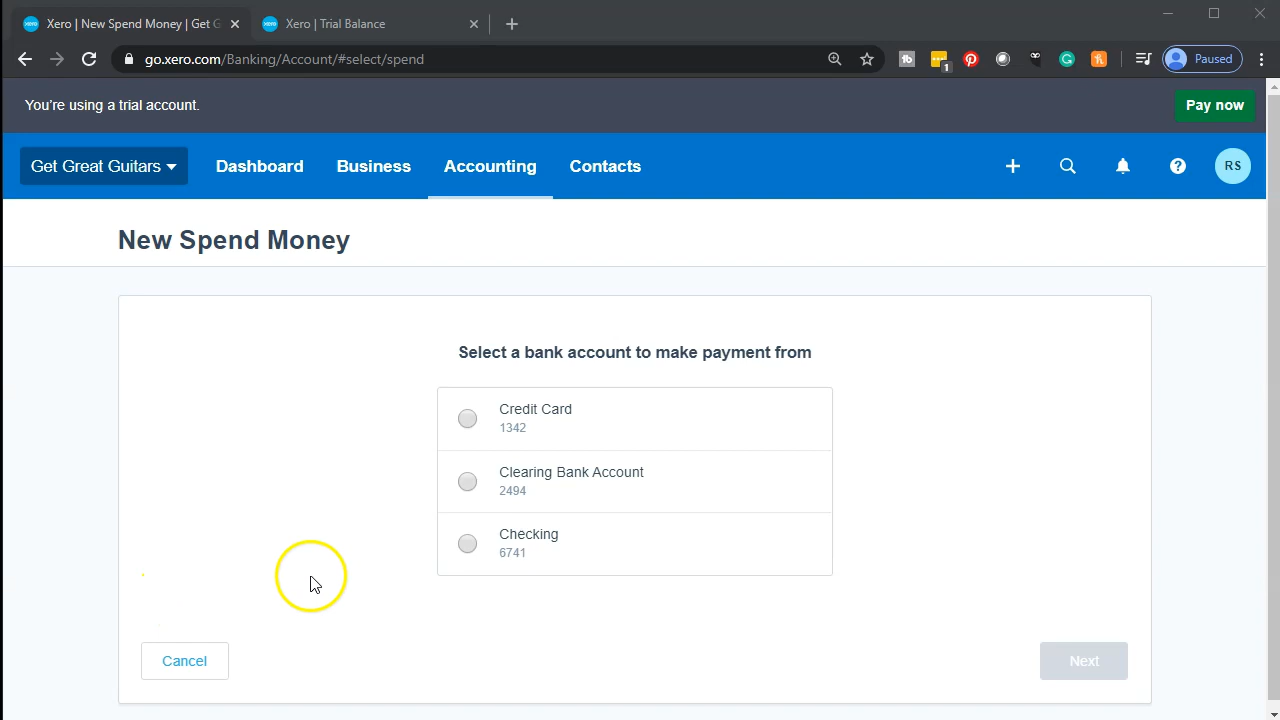 Xero | New Spend Money | Get G
Xero | Trial Balance
go.xero.com/Banking/Account/#select/spend
1
Paused
You're using a trial account.
Pay now
Get Great Guitars
Dashboard
Business
Accounting
Contacts
RS
New Spend Money
Select a bank account to make payment from
Credit Card
1342
Clearing Bank Account
2494
Checking
6741
Cancel
Next